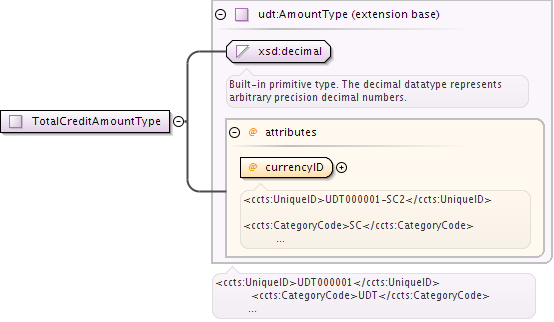 udt:AmountType (extension base)
xsd:decimal
Built-in primitive type. The decimal datatype represents
arbitrary precision decimal numbers.
TotalCreditAmountType
@ attributes
@ currencyID
<ccts:UniqueID>UDT000001-SC2</ccts:UniqueID>
<ccts:CategoryCode>SC</ccts:CategoryCode>
...
<ccts:UniqueID>UDT000001</ccts:UniqueID>
<ccts:CategoryCode>UDT</ccts:CategoryCode>
...